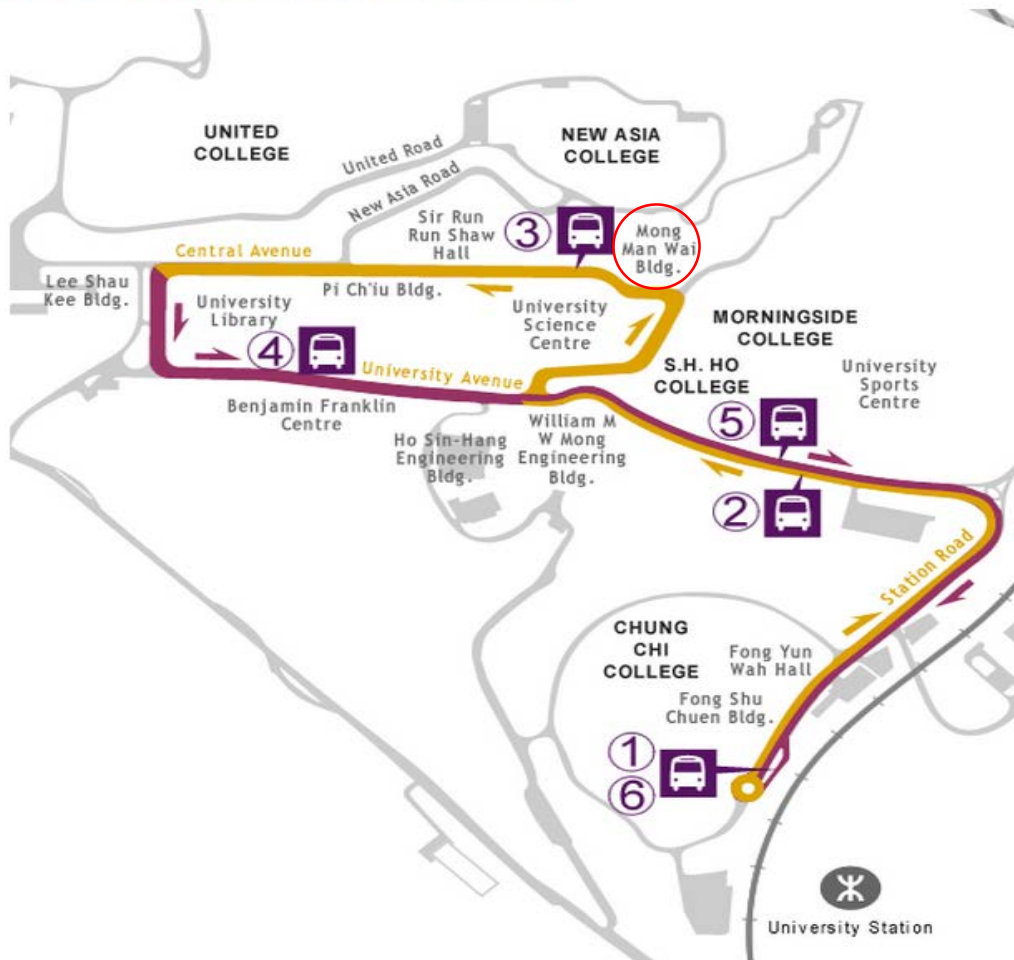 UNITED
COLLEGE
United Road
New Asia Road
NEW ASIA
COLLEGE
Sir Run
Run Shaw
Hall
3
Mong
Man Wai
Bldg.
Central Avenue
Lee Shau
Kee Bldg.
Pi Ch'iu Bldg.
University
Library
University
Science
Centre
MORNINGSIDE
COLLEGE
4
University Avenue
S.H. HO
COLLEGE
University
Sports
Centre
Benjamin Franklin
Centre
5
Ho Sin-Hang
Engineering
Bldg.
William M
W Mong
Engineering
Bldg.
2
Station Road
CHUNG
CHI
COLLEGE
Fong Yun
Wah Hall
Fong Shu
Chuen Bldg.
1
6
University Station